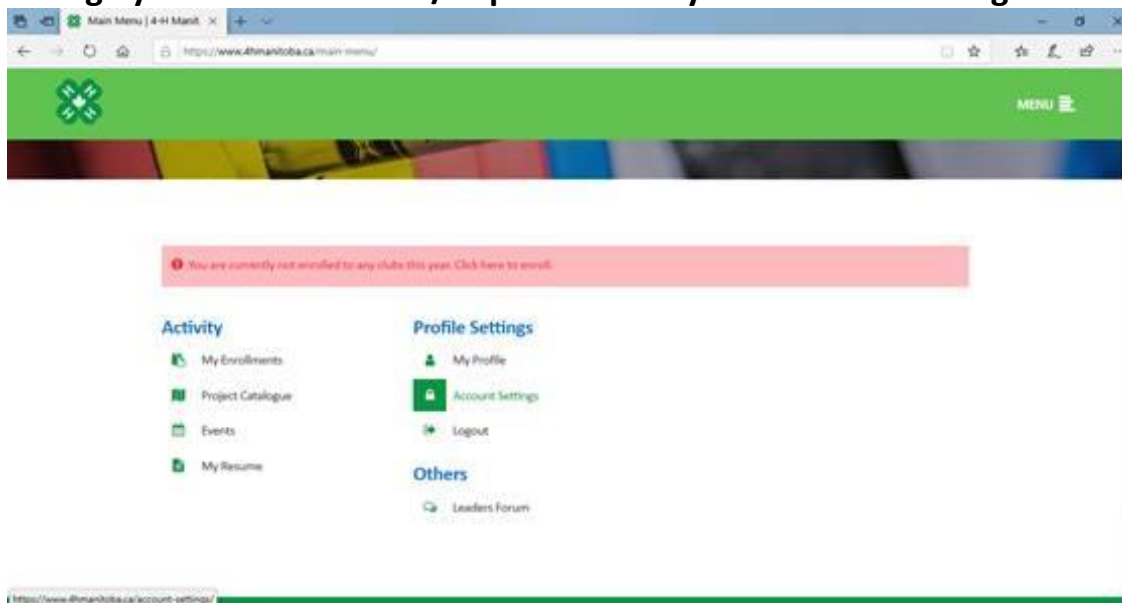 Main Menu | 4-H Manit
https://www.4hmanitoba.ca/main-menu/
H H H H
MENU
You are currently not enrolled to any clubs this year. Click here to enroll.
Activity
My Enrollments
Project Catalogue
Events
My Resume
Profile Settings
My Profile
Account Settings
Logout
Others
Leaders Forum
https://www.4hmanitoba.ca/account-settings/